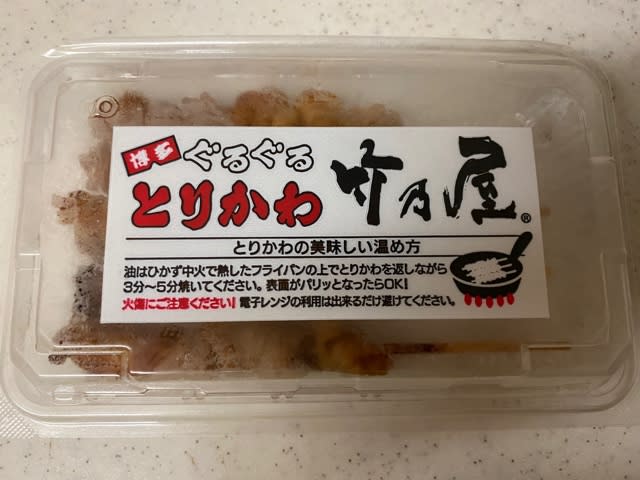 博多 ぐるぐる
とりかわ 竹乃屋®
とりかわの美味しい温め方
油はひかず中火で熱したフライパンの上でとりかわを返しながら
3分〜5分焼いてください。表面がパリッとなったらOK!
火傷にご注意ください! 電子レンジの利用は出来るだけ避けてください。